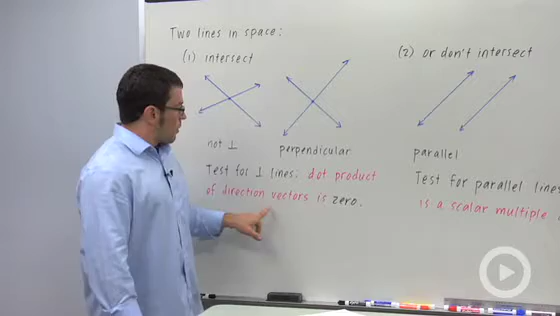 Two lines in space:
(1) intersect
(2) or don't intersect
not ⊥
perpendicular
parallel
Test for ⊥ lines: dot product
of direction vectors is zero.
Test for parallel lines
is a scalar multiple